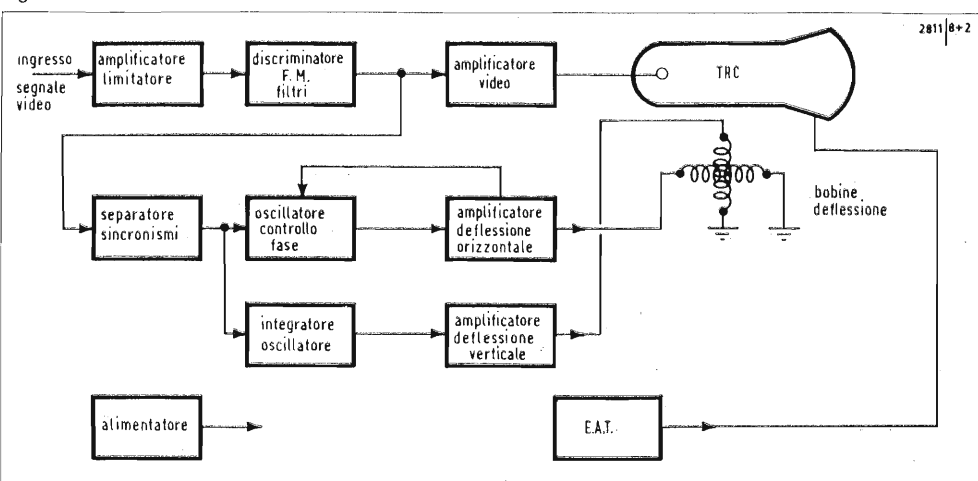 2811 8+2
ingresso
segnale
video
amplificatore
limitatore
discriminatore
F. M.
filtri
amplificatore
video
TRC
separatore
sincronismi
oscillatore
controllo
fase
amplificatore
deflessione
orizzontale
bobine
deflessione
integratore
oscillatore
amplificatore
deflessione
verticale
alimentatore
E.A.T.